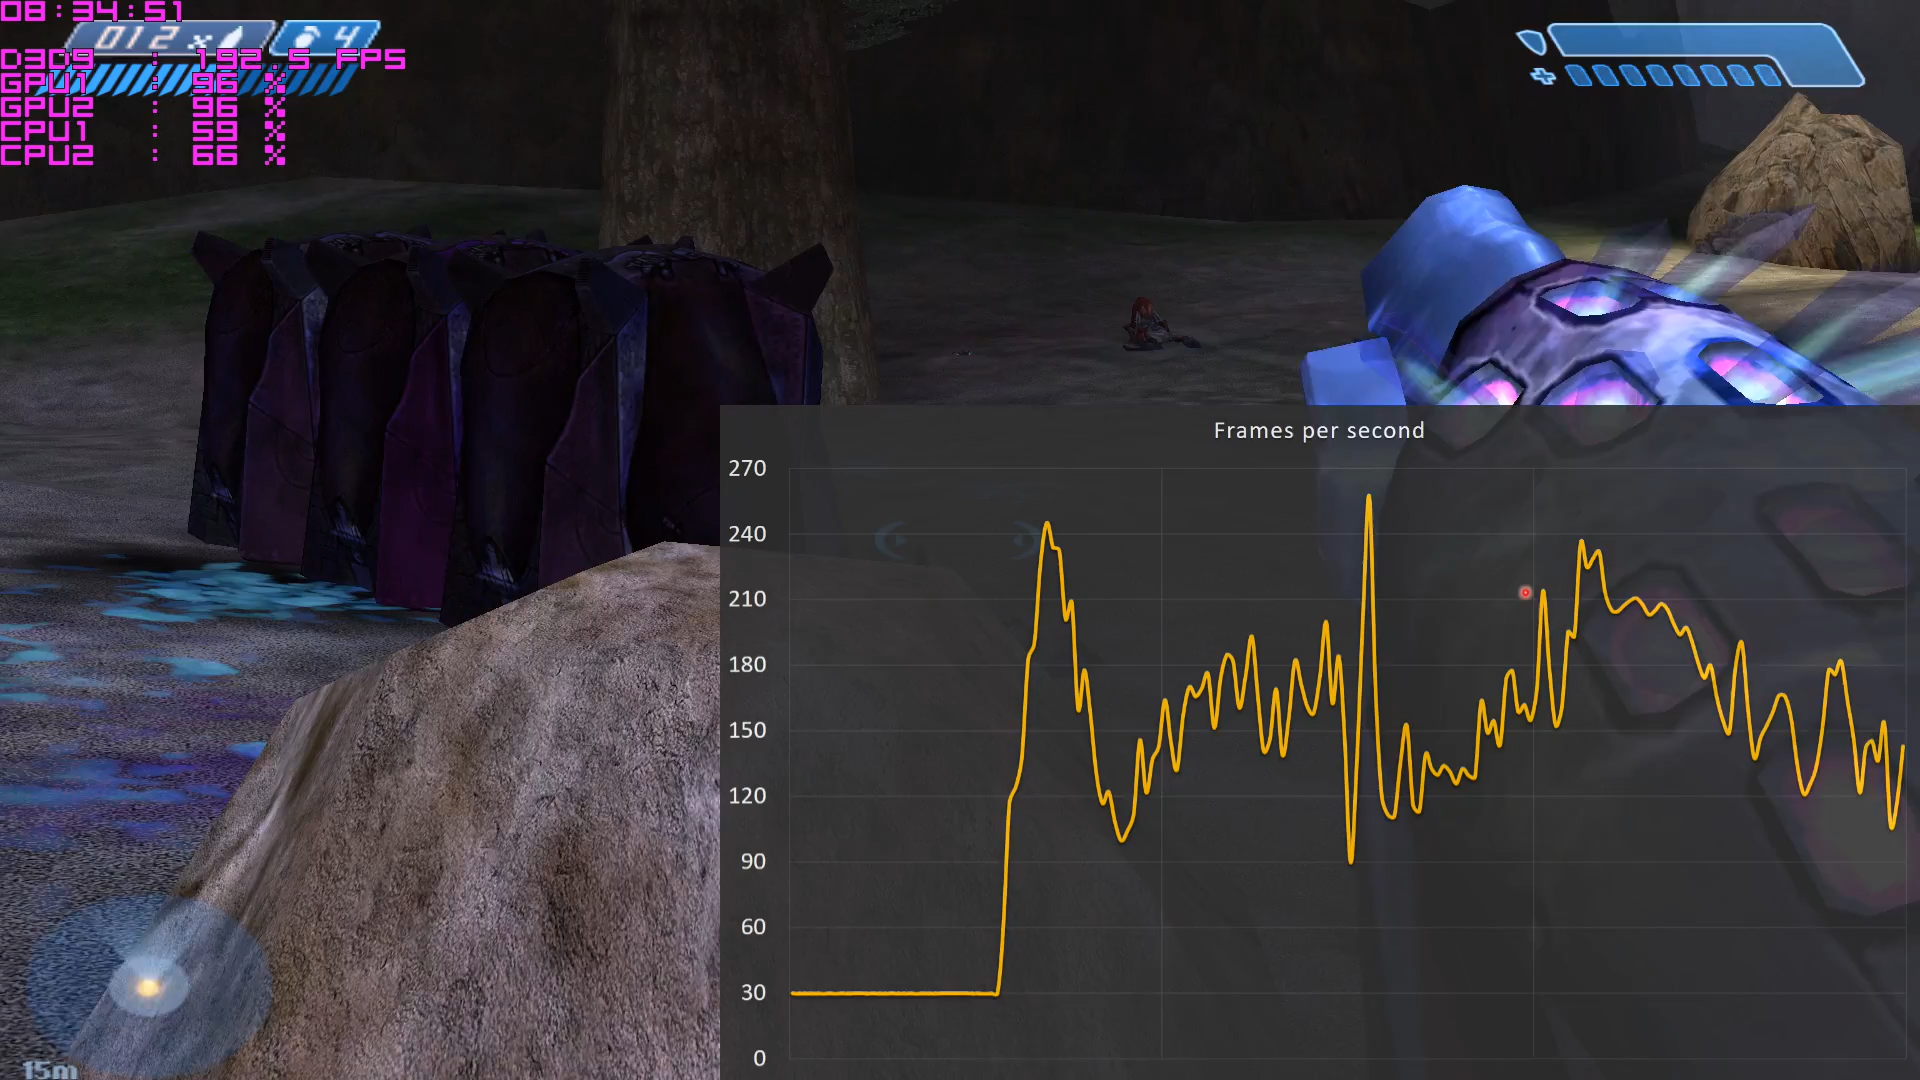 08:34:51
012 x
4
D3D9 : 192.5 FPS
GPU1 : 96 %
GPU2 : 96 %
CPU1 : 59 %
CPU2 : 66 %
Frames per second
270
240
210
180
150
120
90
60
30
0
15m